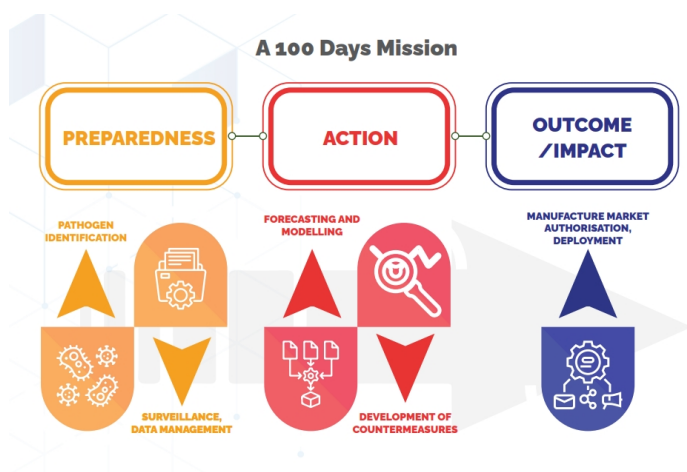 A 100 Days Mission
PREPAREDNESS
ACTION
OUTCOME
/IMPACT
PATHOGEN
IDENTIFICATION
SURVEILLANCE,
DATA MANAGEMENT
FORECASTING AND
MODELLING
DEVELOPMENT OF
COUNTERMEASURES
MANUFACTURE MARKET
AUTHORISATION,
DEPLOYMENT